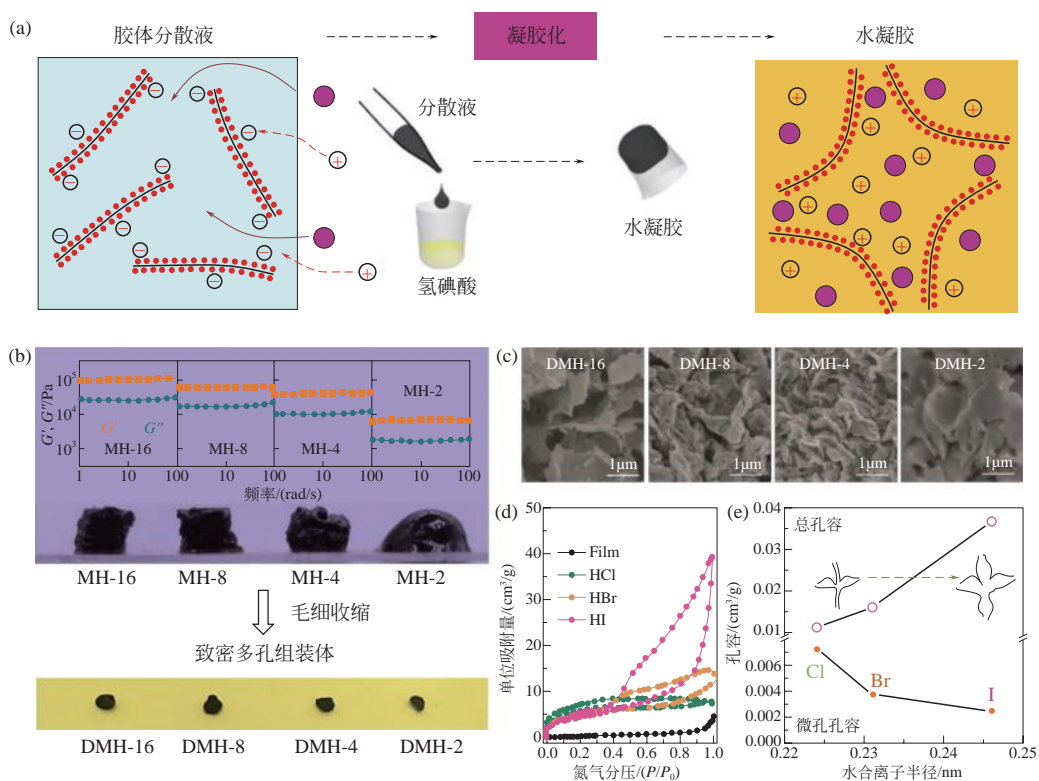 (a)
胶体分散液
凝胶化
水凝胶
分散液
氢碘酸
水凝胶
(b)
G′, G″/Pa
10⁵
10⁴
10³
G′
G″
MH-16
MH-8
MH-4
MH-2
1
100
10
100
10
100
10
100
频率/(rad/s)
MH-16
MH-8
MH-4
MH-2
毛细收缩
致密多孔组装体
DMH-16
DMH-8
DMH-4
DMH-2
(c)
DMH-16
DMH-8
DMH-4
DMH-2
1μm
1μm
1μm
1μm
(d)
单位吸附量/(cm³/g)
50
40
30
20
10
0
Film
HCl
HBr
HI
0.0
0.2
0.4
0.6
0.8
1.0
氮气分压/(P/P₀)
(e)
孔容/(cm³/g)
0.04
0.03
0.02
0.01
0.006
0.004
0.002
0.000
总孔容
Cl
Br
I
微孔孔容
0.22
0.23
0.24
0.25
水合离子半径/nm